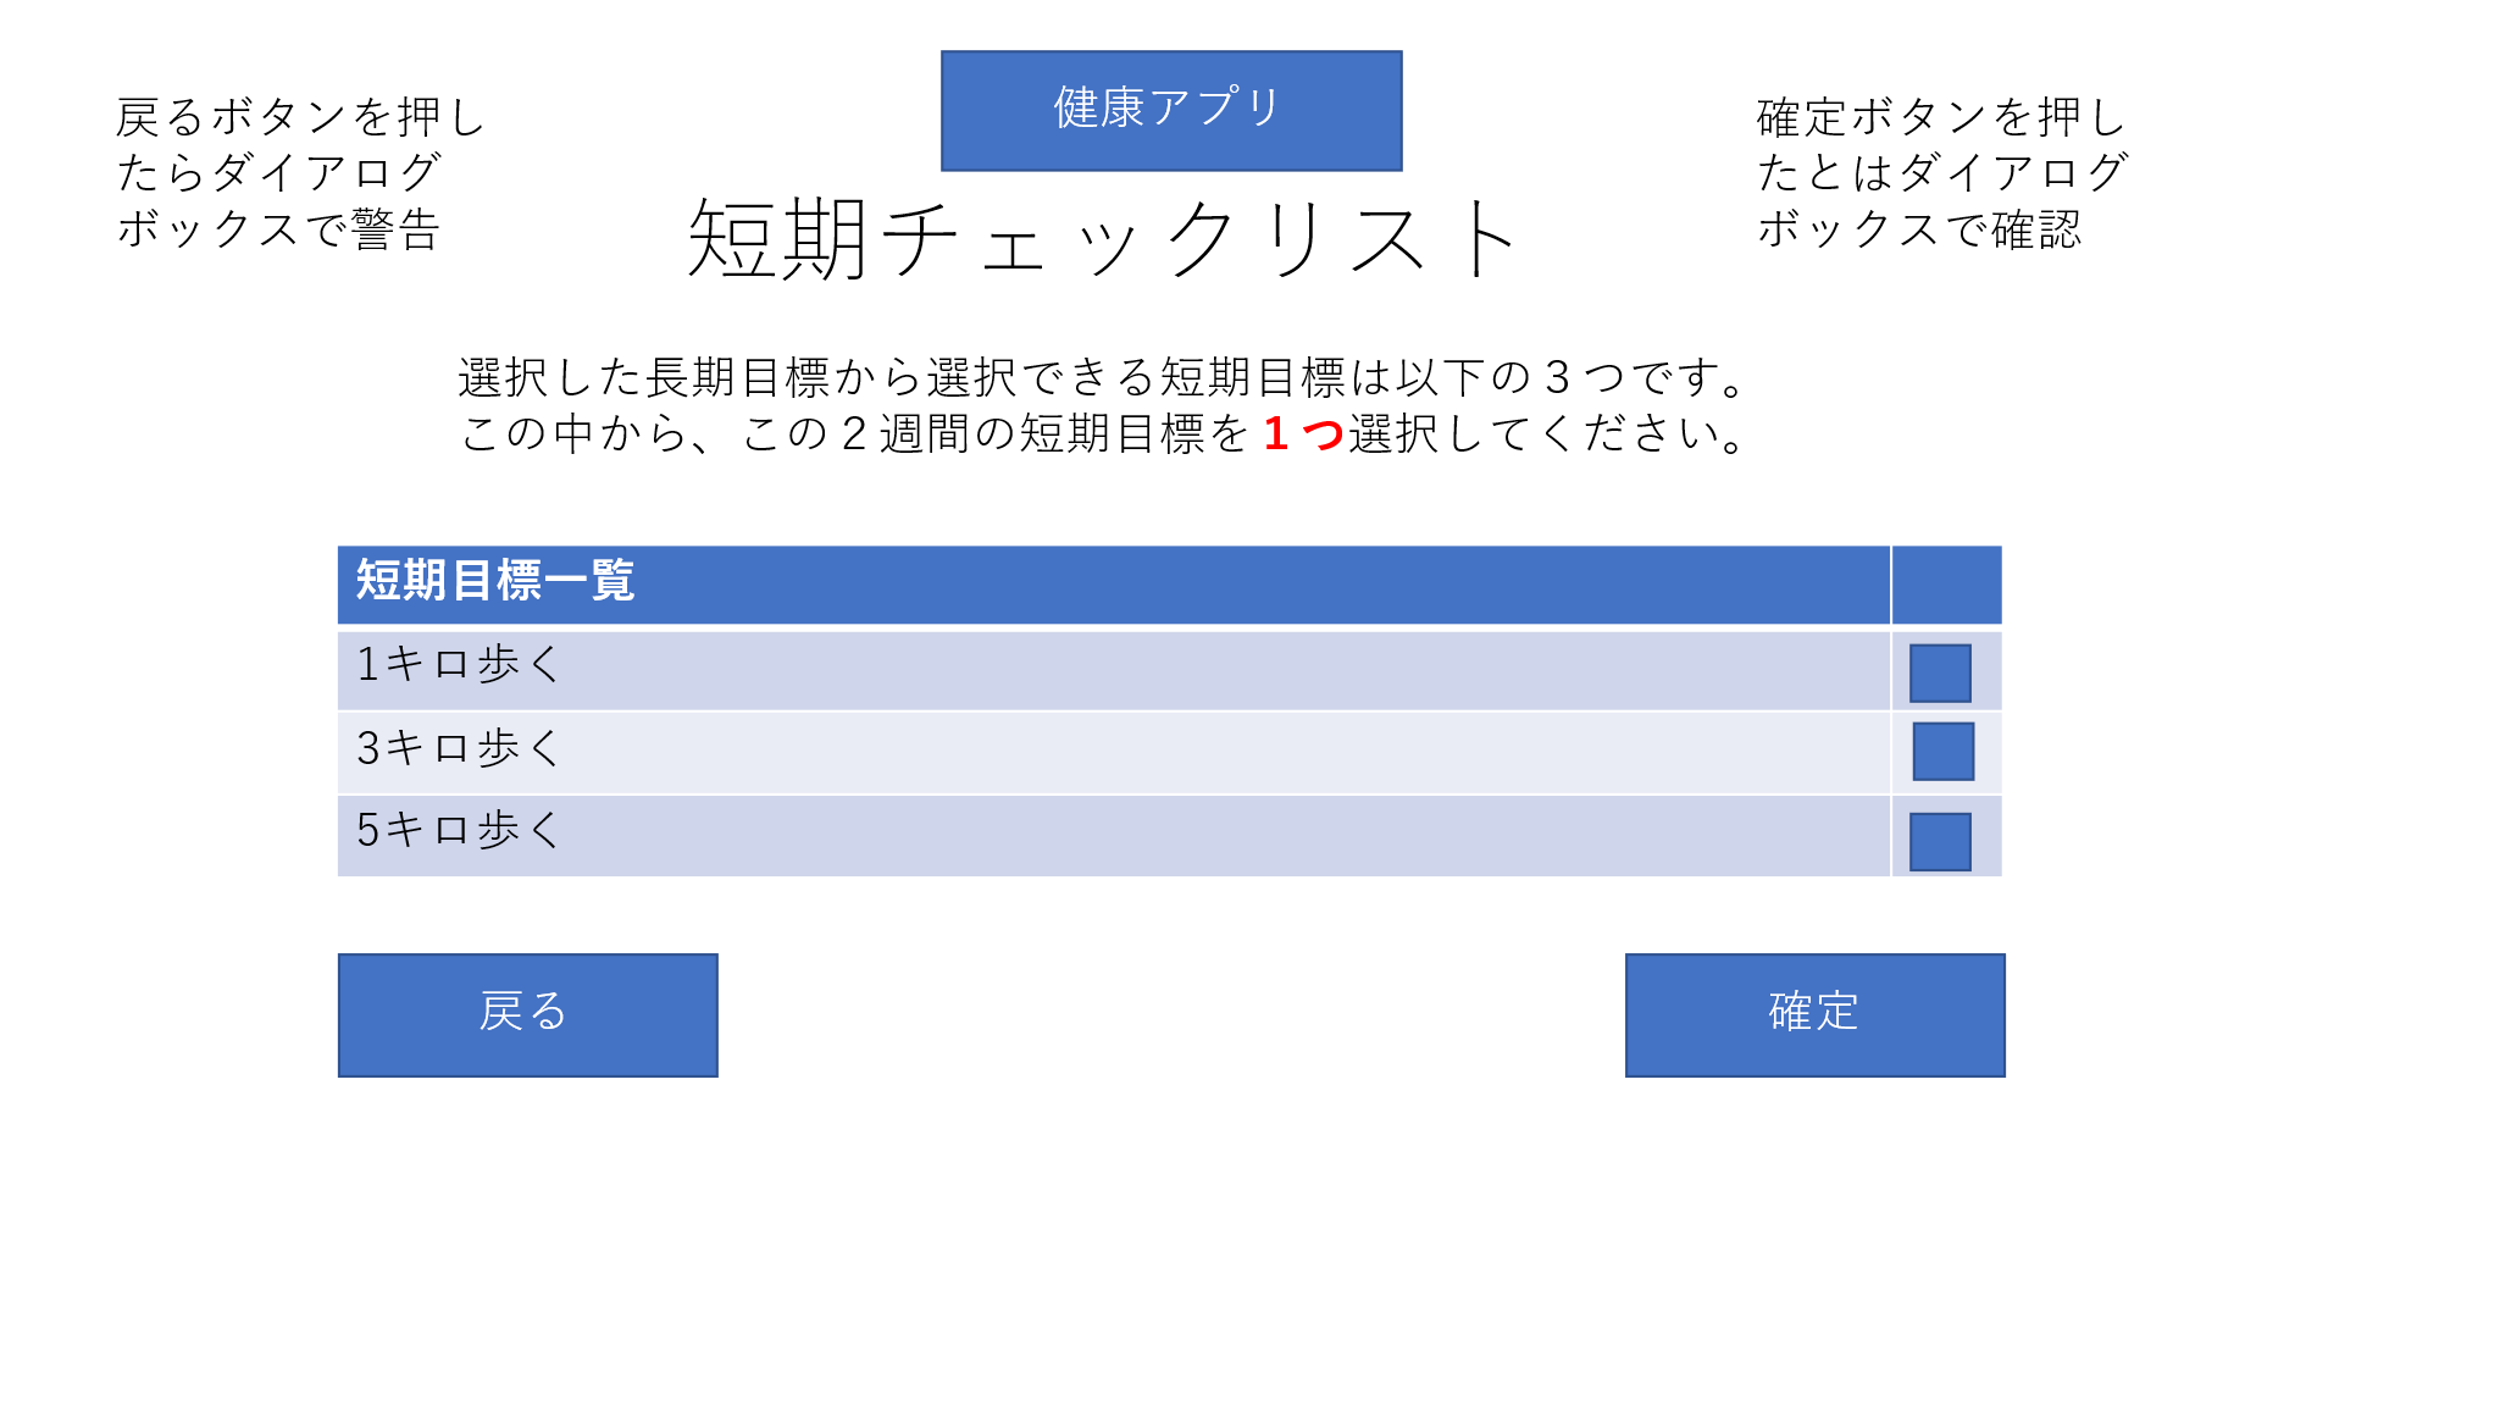 健康アプリ
戻るボタンを押し
たらダイアログ
ボックスで警告
確定ボタンを押し
たとはダイアログ
ボックスで確認
短期チェックリスト
選択した長期目標から選択できる短期目標は以下の３つです。
この中から、この２週間の短期目標を１つ選択してください。
短期目標一覧
1キロ歩く
3キロ歩く
5キロ歩く
戻る
確定